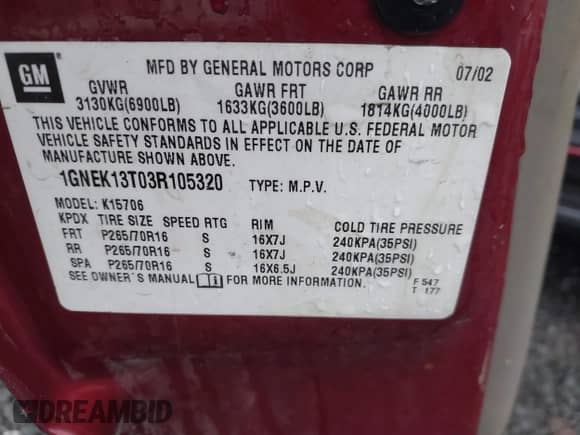 GM
MFD BY GENERAL MOTORS CORP 07/02
GVWR GAWR FRT GAWR RR
3130KG(6900LB) 1633KG(3600LB) 1814KG(4000LB)
THIS VEHICLE CONFORMS TO ALL APPLICABLE U.S. FEDERAL MOTOR
VEHICLE SAFETY STANDARDS IN EFFECT ON THE DATE OF
MANUFACTURE SHOWN ABOVE.
1GNEK13T03R105320 TYPE: M.P.V.
MODEL: K15706
KPDX TIRE SIZE SPEED RTG RIM COLD TIRE PRESSURE
FRT P265/70R16 S 16X7J 240KPA(35PSI)
RR P265/70R16 S 16X7J 240KPA(35PSI)
SPA P265/70R16 S 16X6.5J 240KPA(35PSI)
SEE OWNER'S MANUAL FOR MORE INFORMATION.
F 547
T 177
DREAMBID